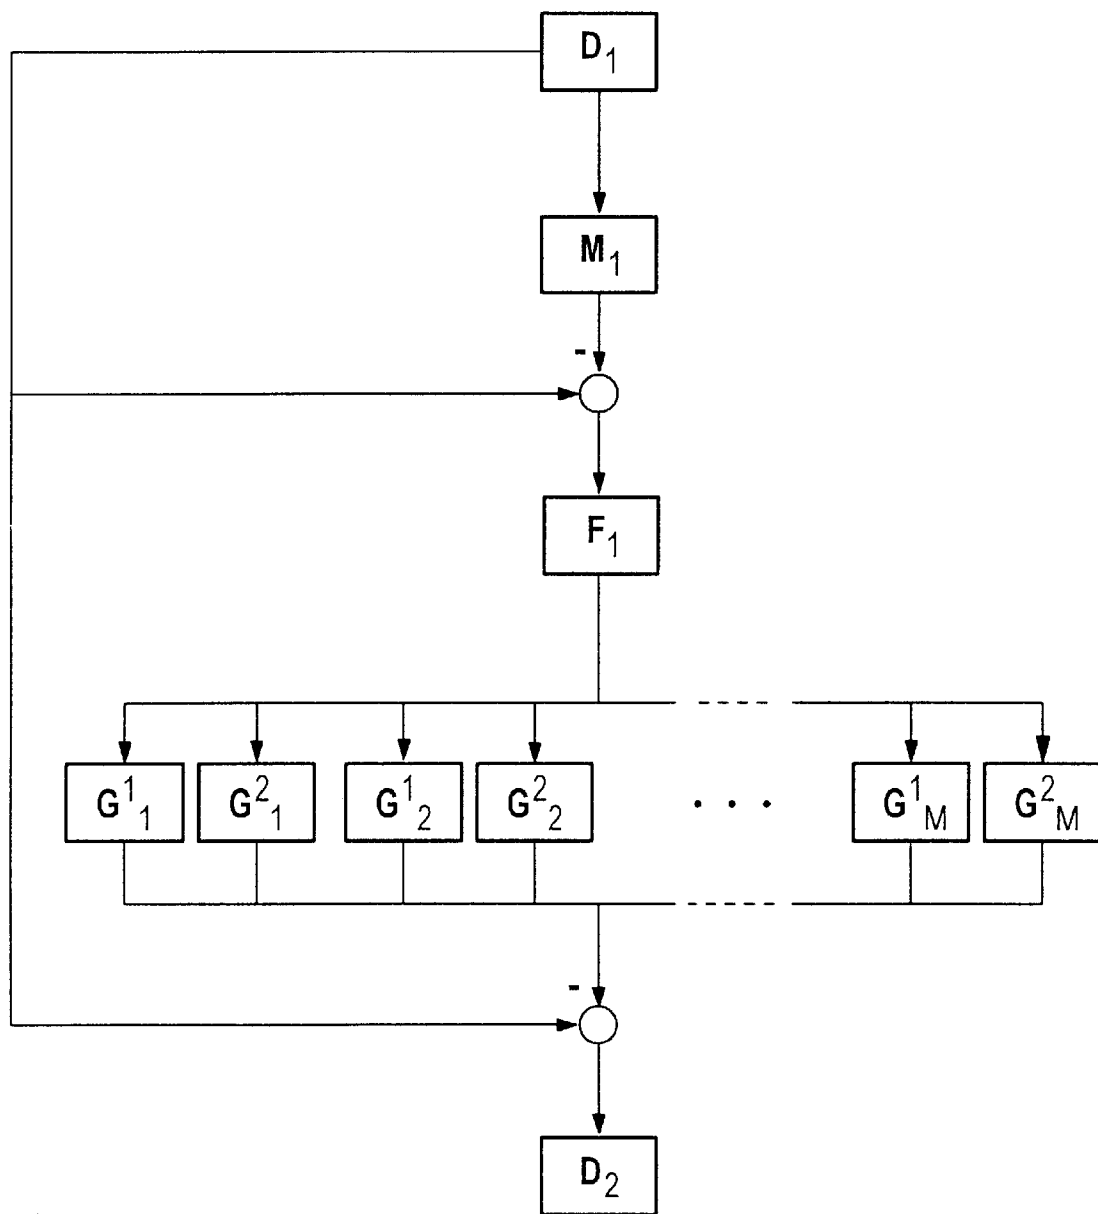 D₁
M₁
-
F₁
G¹₁ G²₁ G¹₂ G²₂ . . . G¹M G²M
-
D₂